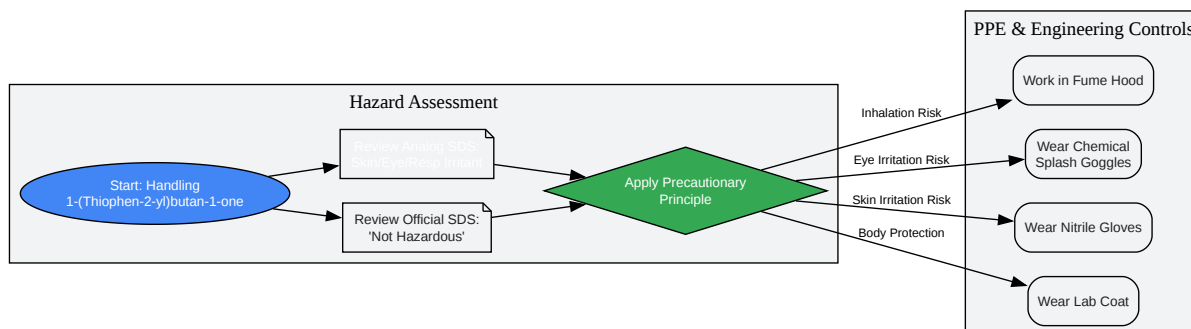 PPE & Engineering Controls
Hazard Assessment
Start: Handling
1-(Thiophen-2-yl)butan-1-one
Review Analog SDS:
Skin/Eye/Resp Irritant
Review Official SDS:
'Not Hazardous'
Apply Precautionary
Principle
Inhalation Risk
Eye Irritation Risk
Skin Irritation Risk
Body Protection
Work in Fume Hood
Wear Chemical
Splash Goggles
Wear Nitrile Gloves
Wear Lab Coat